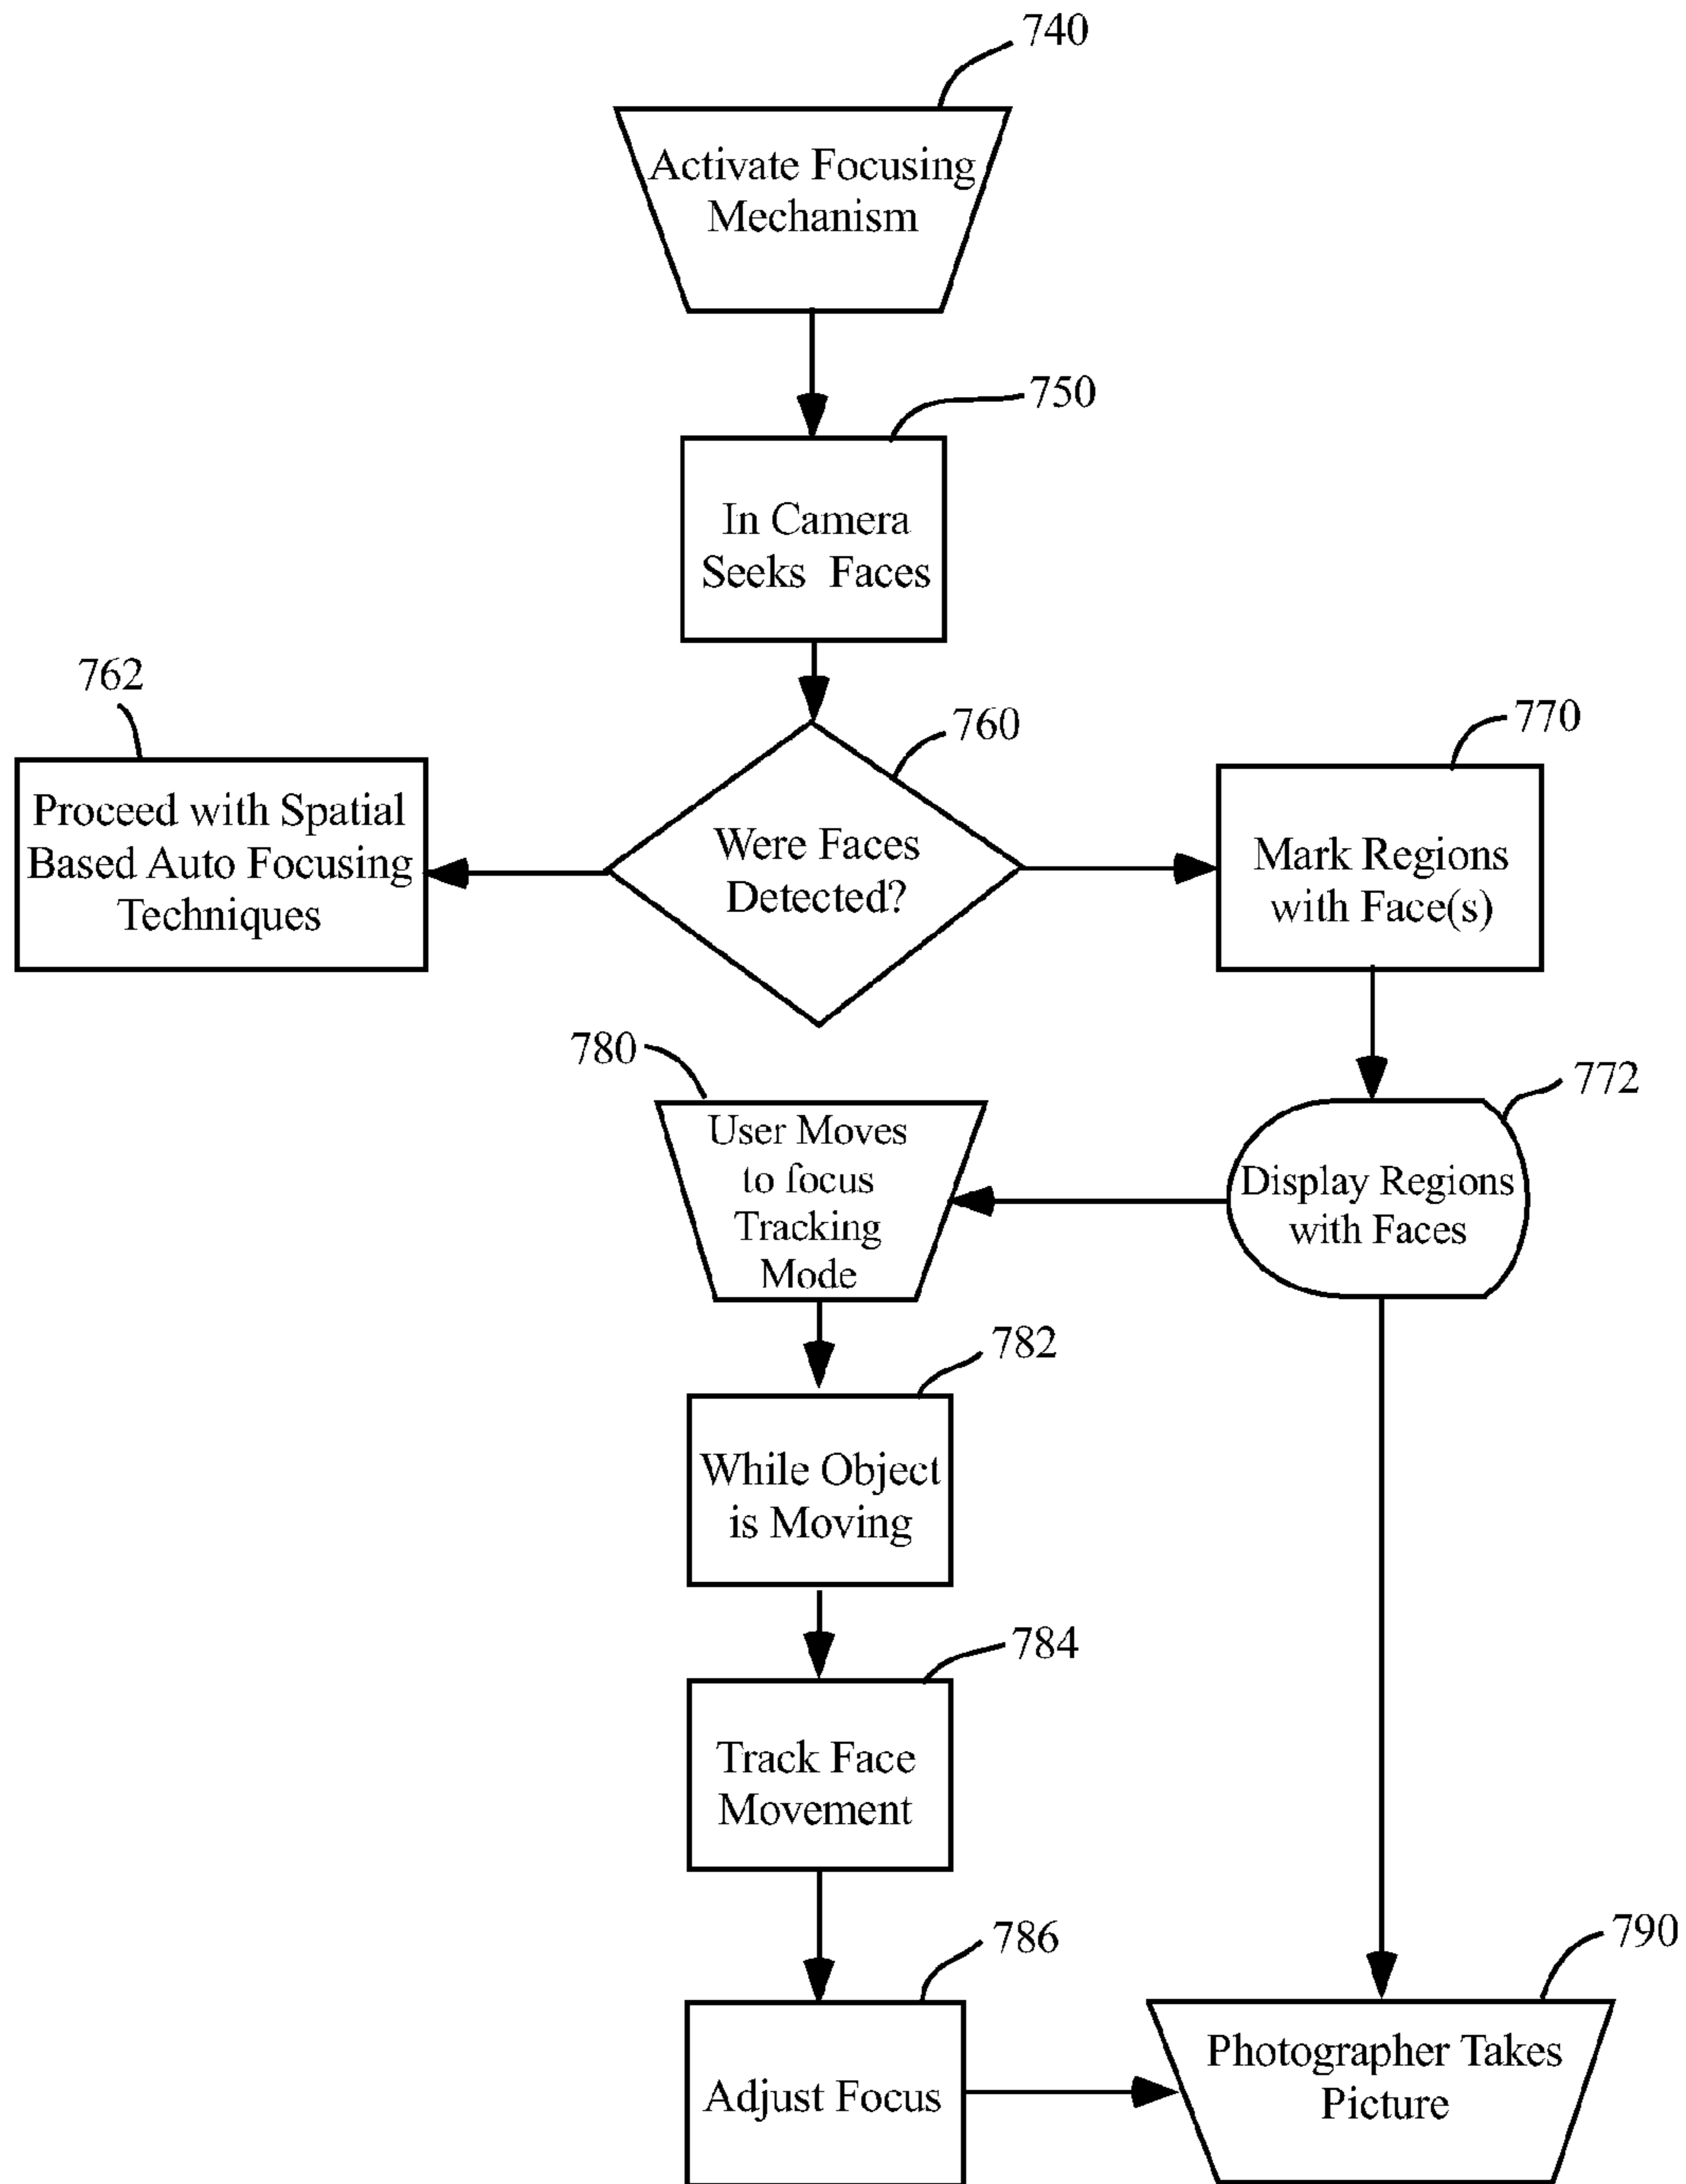 740
Activate Focusing
Mechanism
750
In Camera
Seeks Faces
762
760
770
Proceed with Spatial
Based Auto Focusing
Techniques
Were Faces
Detected?
Mark Regions
with Face(s)
780
772
User Moves
to focus
Tracking
Mode
Display Regions
with Faces
782
While Object
is Moving
784
Track Face
Movement
786
790
Adjust Focus
Photographer Takes
Picture